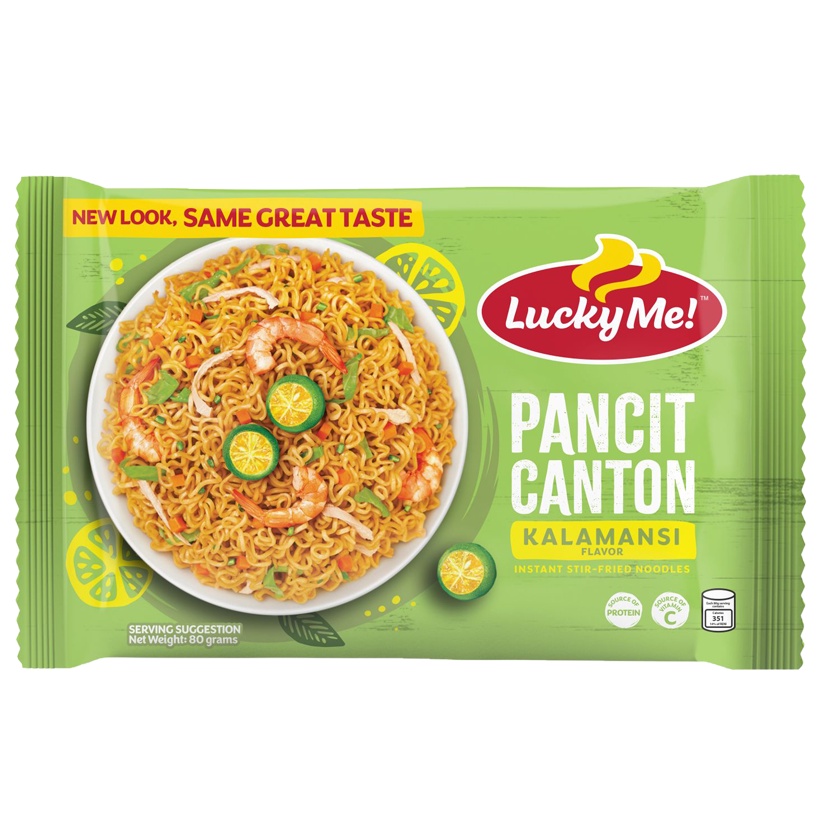 NEW LOOK, SAME GREAT TASTE
Lucky Me!™
PANCIT
CANTON
KALAMANSI
FLAVOR
INSTANT STIR-FRIED NOODLES
SOURCE OF
PROTEIN
SOURCE OF
VITAMIN
C
351
SERVING SUGGESTION
Net Weight: 80 grams